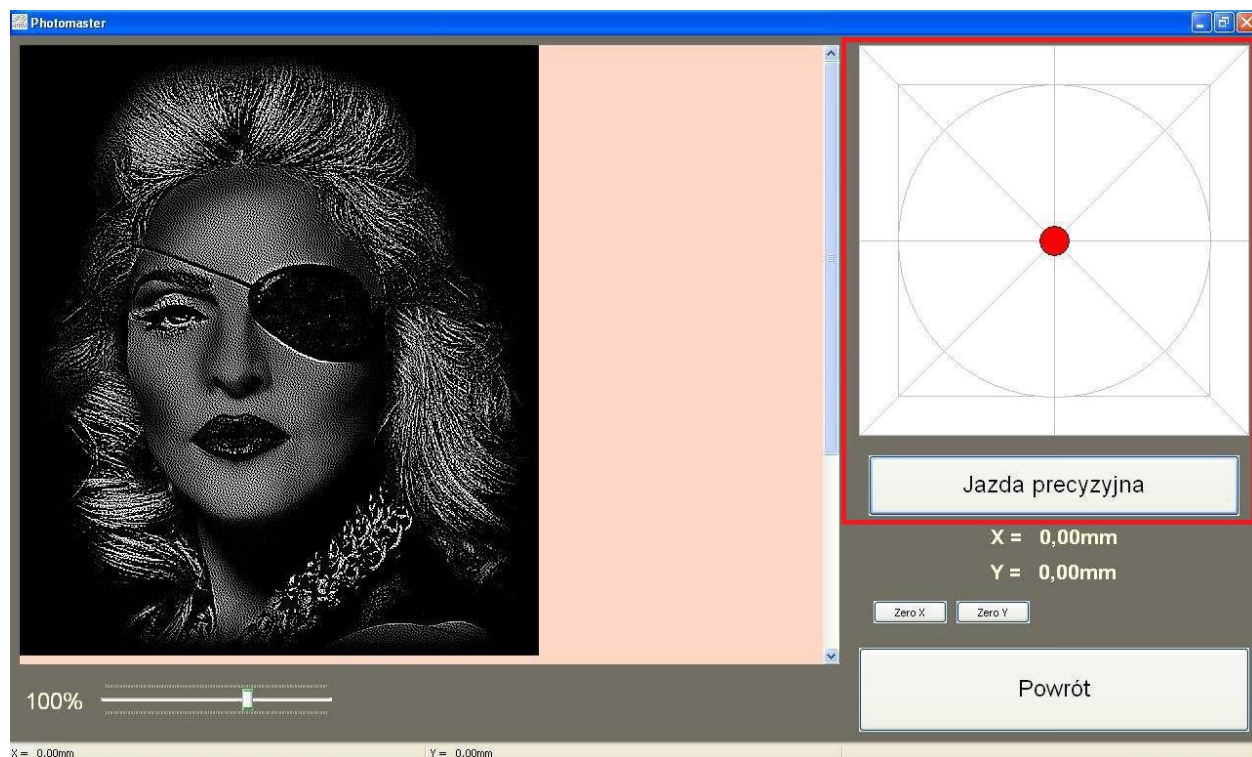 Photomaster
Jazda precyzyjna
X = 0,00mm
Y = 0,00mm
Zero X Zero Y
Powrót
100%
X = 0,00mm Y = 0,00mm